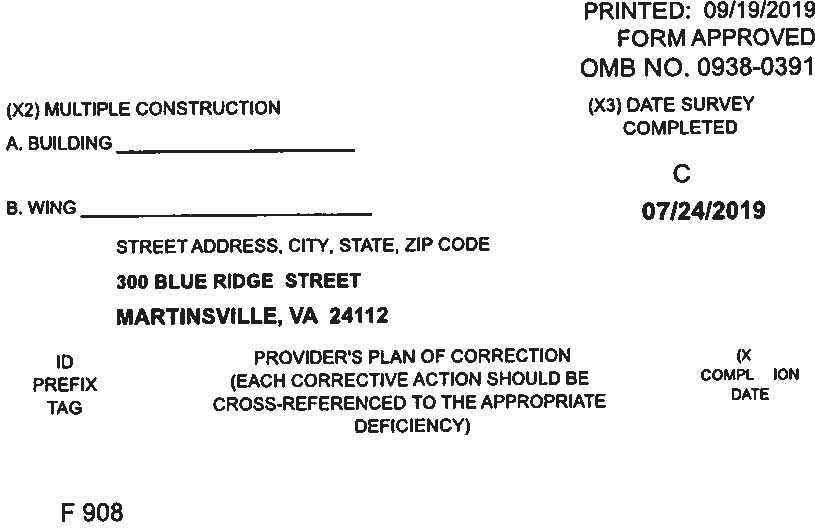 PRINTED: 09/19/2019
FORM APPROVED
OMB NO. 0938-0391
(X2) MULTIPLE CONSTRUCTION
A. BUILDING
(X3) DATE SURVEY
COMPLETED
C
B. WING
07/24/2019
STREET ADDRESS, CITY, STATE, ZIP CODE
300 BLUE RIDGE STREET
MARTINSVILLE, VA 24112
ID
PREFIX
TAG
PROVIDER'S PLAN OF CORRECTION
(EACH CORRECTIVE ACTION SHOULD BE
CROSS-REFERENCED TO THE APPROPRIATE
DEFICIENCY)
(X
COMPL ION
DATE
F 908